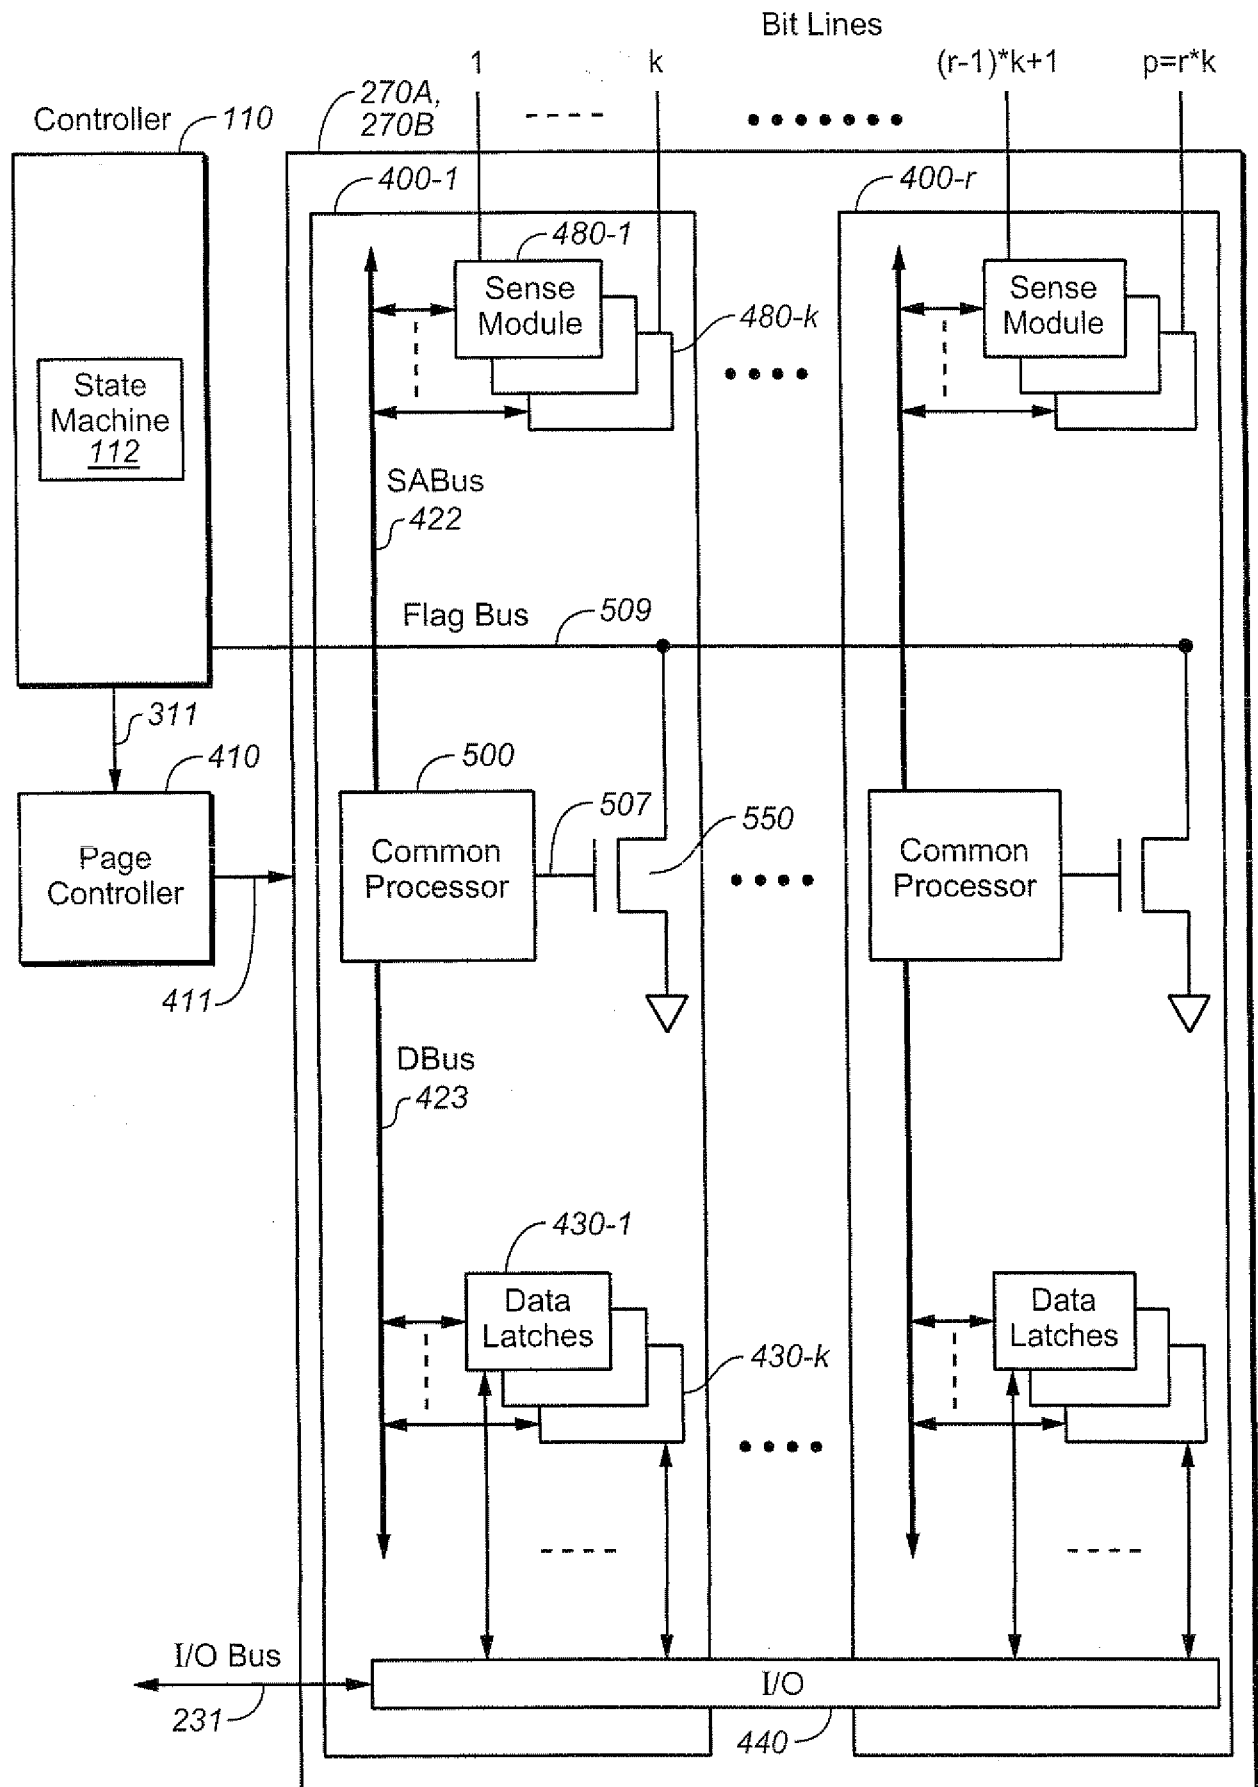 Bit Lines
1
k
(r-1)*k+1
p=r*k
270A,
270B
Controller
110
400-1
400-r
480-1
Sense
Module
480-k
Sense
Module
State
Machine
112
SABus
422
Flag Bus
509
311
410
500
507
550
Page
Controller
Common
Processor
Common
Processor
411
DBus
423
430-1
Data
Latches
430-k
Data
Latches
I/O Bus
231
I/O
440